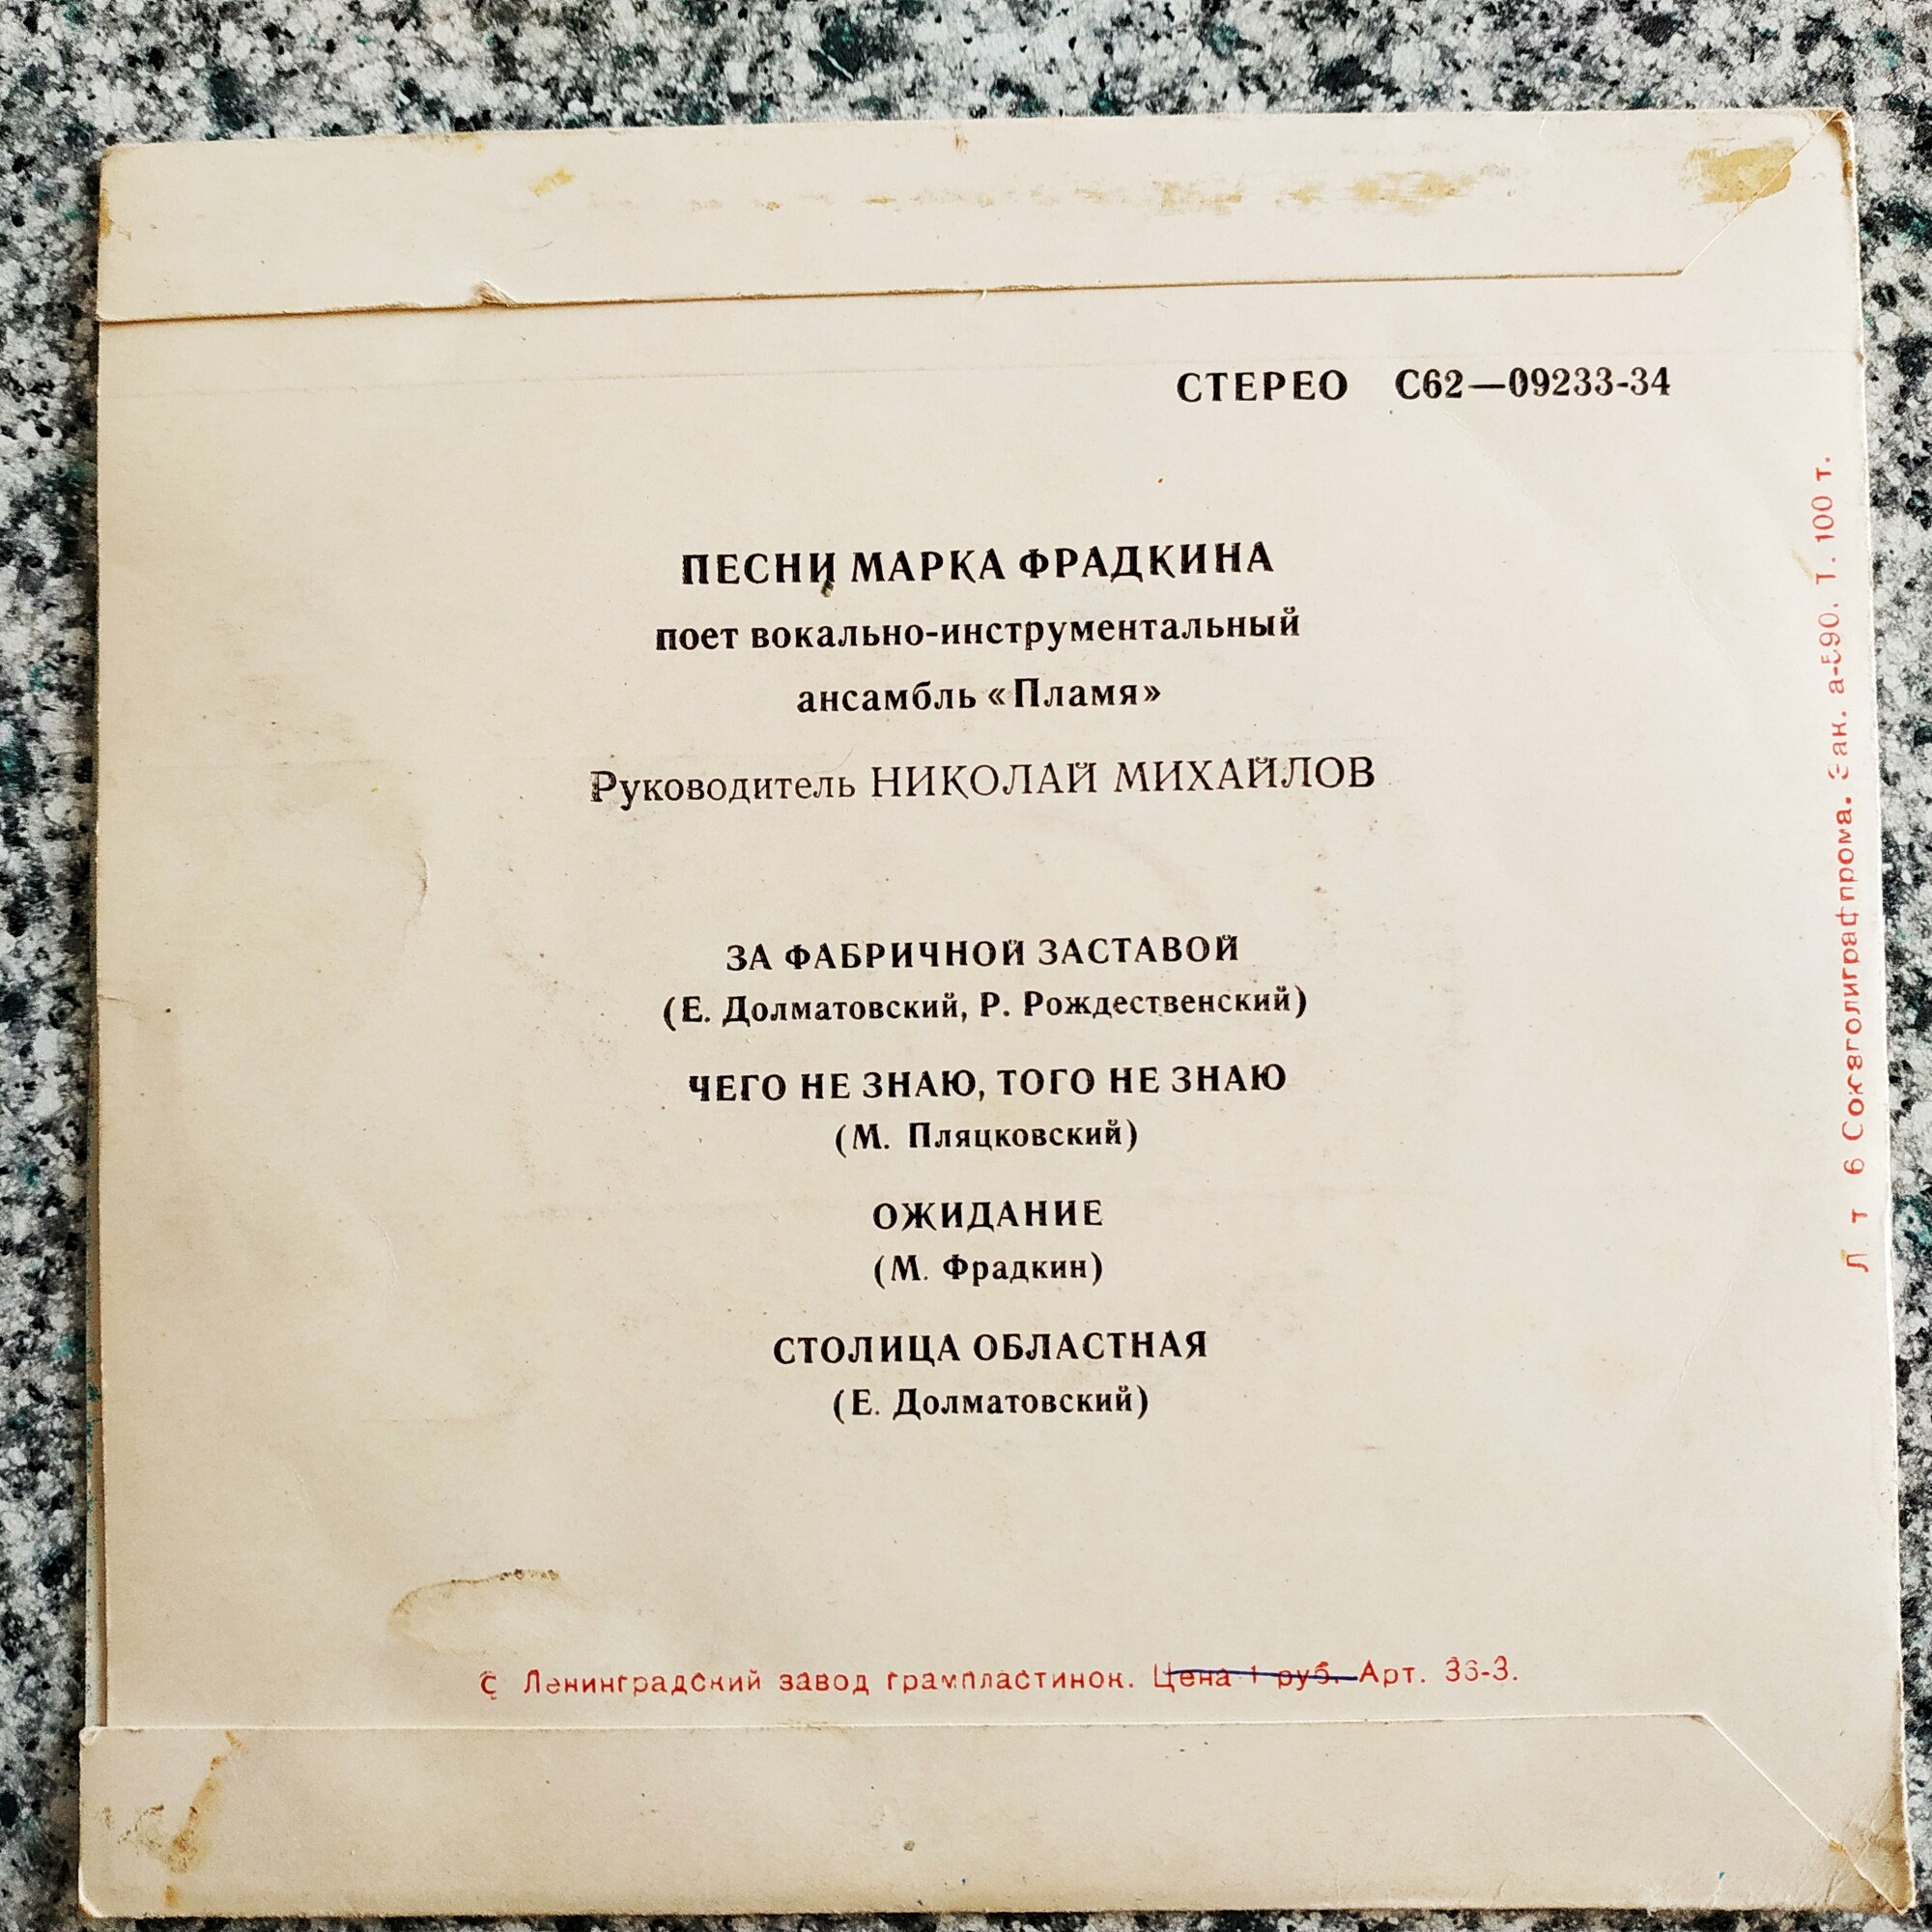 СТЕРЕО С62—09233-34
ПЕСНИ МАРКА ФРАДКИНА
поет вокально-инструментальный
ансамбль «Пламя»
Руководитель НИКОЛАЙ МИХАЙЛОВ
ЗА ФАБРИЧНОЙ ЗАСТАВОЙ
(Е. Долматовский, Р. Рождественский)
ЧЕГО НЕ ЗНАЮ, ТОГО НЕ ЗНАЮ
(М. Пляцковский)
ОЖИДАНИЕ
(М. Фрадкин)
СТОЛИЦА ОБЛАСТНАЯ
(Е. Долматовский)
Ленинградский завод грампластинок. Цена 1 руб. Арт. 36-3.
6 Союзполиграфпрома. Зак. а-590. Т. 100 т.